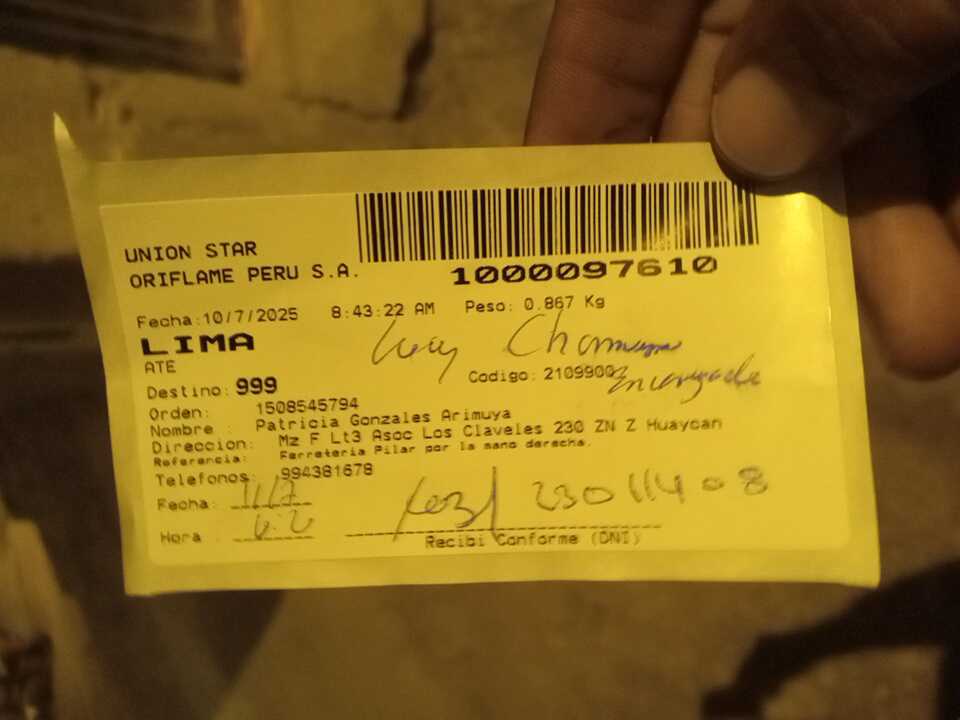 UNION STAR
ORIFLAME PERU S.A.
1000097610
Fecha:10/7/2025 8:43:22 AM Peso: 0.867 Kg
LIMA
ATE
Destino: 999 Codigo: 2109900
Orden: 1508545794
Nombre : Patricia Gonzales Arimuya
Direccion: Mz F Lt3 Asoc Los Claveles 230 ZN Z Huaycan
Referencia: Ferreteria Pilar por la mano derecha.
Telefonos: 994381678
Fecha: 11/7
Hora :
23011408
Recibi Conforme (DNI)